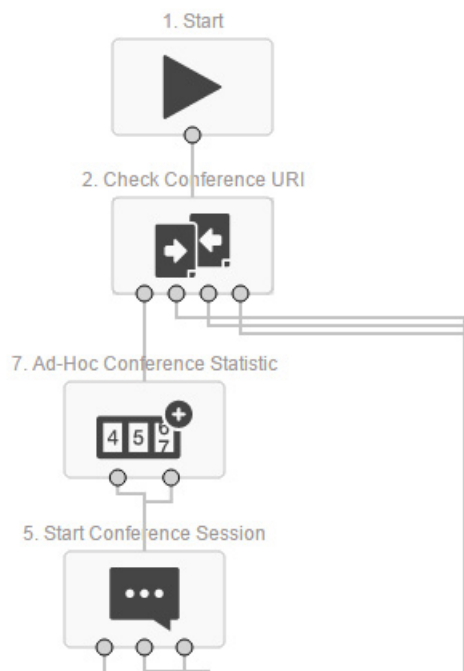 1. Start
2. Check Conference URI
7. Ad-Hoc Conference Statistic
4 5 6
7
5. Start Conference Session